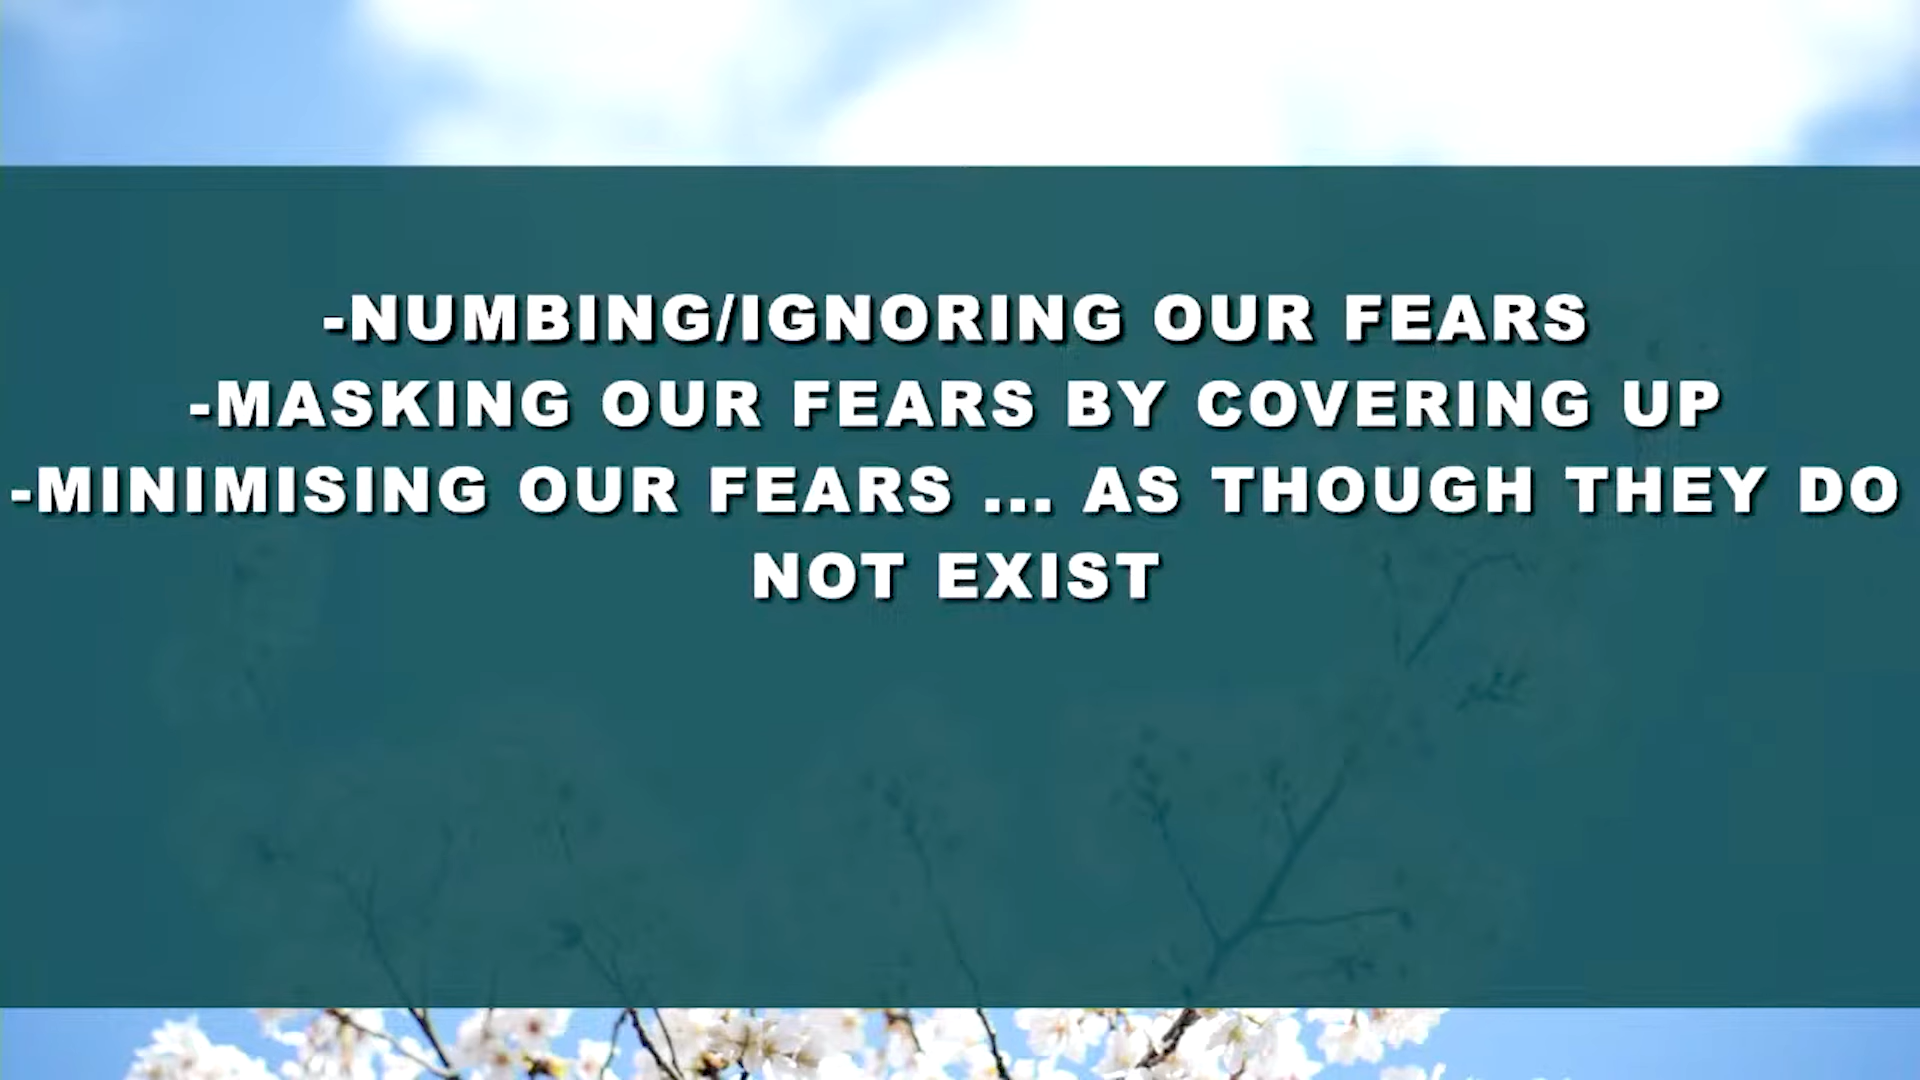 -NUMBING/IGNORING OUR FEARS
-MASKING OUR FEARS BY COVERING UP
-MINIMISING OUR FEARS ... AS THOUGH THEY DO
NOT EXIST